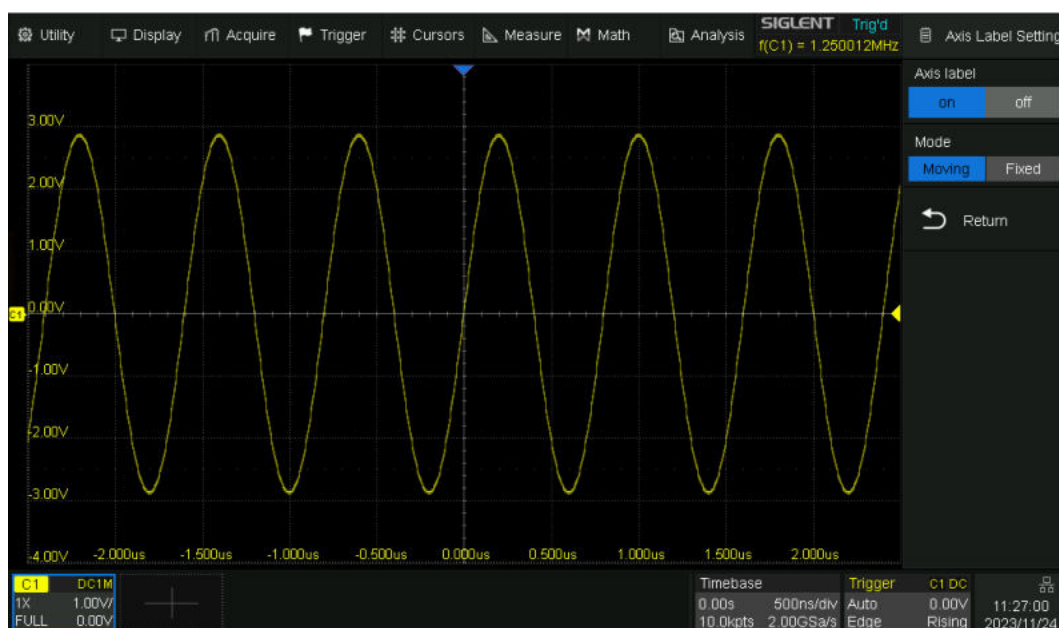 Utility Display Acquire Trigger Cursors Measure Math Analysis
SIGLENT Trig'd
f(C1) = 1.250012MHz
Axis Label Setting
Axis label
on off
Mode
Moving Fixed
Return
3.00V
2.00V
1.00V
C1 0.00V
-1.00V
-2.00V
-3.00V
-4.00V -2.000us -1.500us -1.000us -0.500us 0.000us 0.500us 1.000us 1.500us 2.000us
C1 DC1M
1X 1.00V/
FULL 0.00V
Timebase
0.00s 500ns/div
10.0kpts 2.00GSa/s
Trigger C1 DC
Auto 0.00V
Edge Rising
11:27:00
2023/11/24